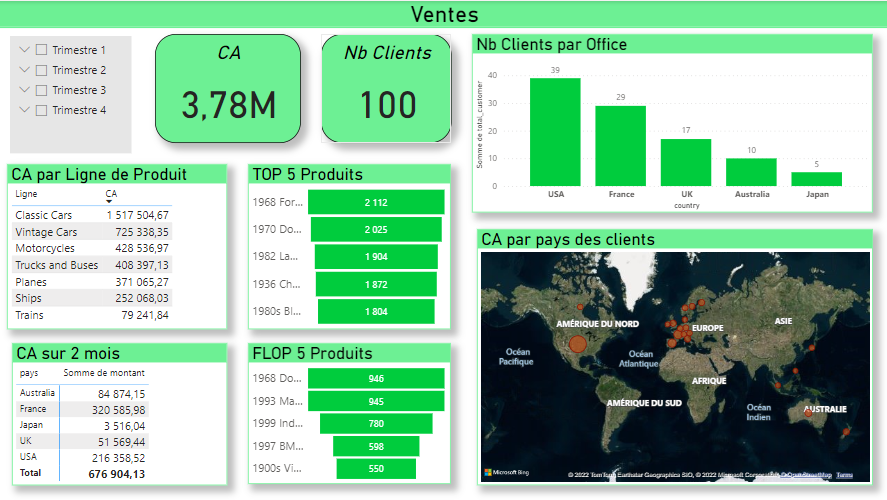 Ventes
Trimestre 1
Trimestre 2
Trimestre 3
Trimestre 4
CA
3,78M
Nb Clients
100
Nb Clients par Office
Somme de total_customer
40
30
20
10
0
39
29
17
10
5
USA France UK Australia Japan
country
CA par Ligne de Produit
Ligne CA
Classic Cars 1 517 504,67
Vintage Cars 725 338,35
Motorcycles 428 536,97
Trucks and Buses 408 397,13
Planes 371 065,27
Ships 252 068,03
Trains 79 241,84
TOP 5 Produits
1968 For... 2 112
1970 Do... 2 025
1982 La... 1 904
1936 Ch... 1 872
1980s Bl... 1 804
CA par pays des clients
AMÉRIQUE DU NORD
EUROPE
ASIE
Océan
Pacifique
Océan
Atlantique
AFRIQUE
AMÉRIQUE DU SUD
Océan
Indien
AUSTRALIE
Microsoft Bing
© 2022 TomTom Earthstar Geographics SIO, © 2022 Microsoft Corporation © OpenStreetMap Terms
CA sur 2 mois
pays Somme de montant
Australia 84 874,15
France 320 585,98
Japan 3 516,04
UK 51 569,44
USA 216 358,52
Total 676 904,13
FLOP 5 Produits
1968 Do... 946
1993 Ma... 945
1999 Ind... 780
1997 BM... 598
1900s Vi... 550